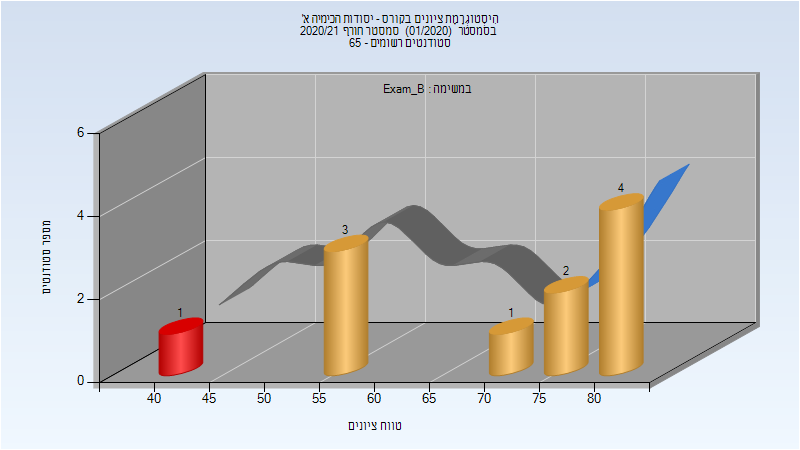 היסטוגרמת ציונים בקורס - יסודות הכימיה א'
בסמסטר (01/2020) סמסטר חורף 2020/21
סטודנטים רשומים - 65
במשימה : Exam_B
מספר סטודנטים
6
4
2
0
1
3
1
2
4
40 45 50 55 60 65 70 75 80
טווח ציונים